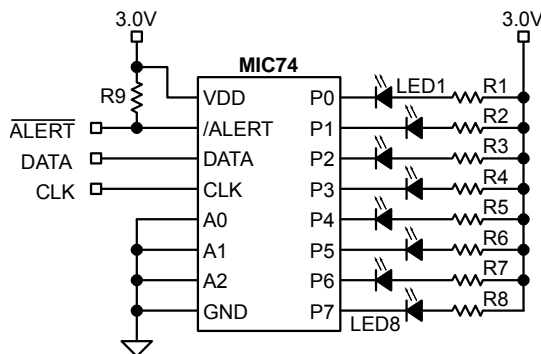 3.0V
3.0V
MIC74
R9
VDD
P0
LED1
R1
ALERT
/ALERT
P1
R2
DATA
DATA
P2
R3
CLK
CLK
P3
R4
A0
P4
R5
A1
P5
R6
A2
P6
R7
GND
P7
LED8
R8